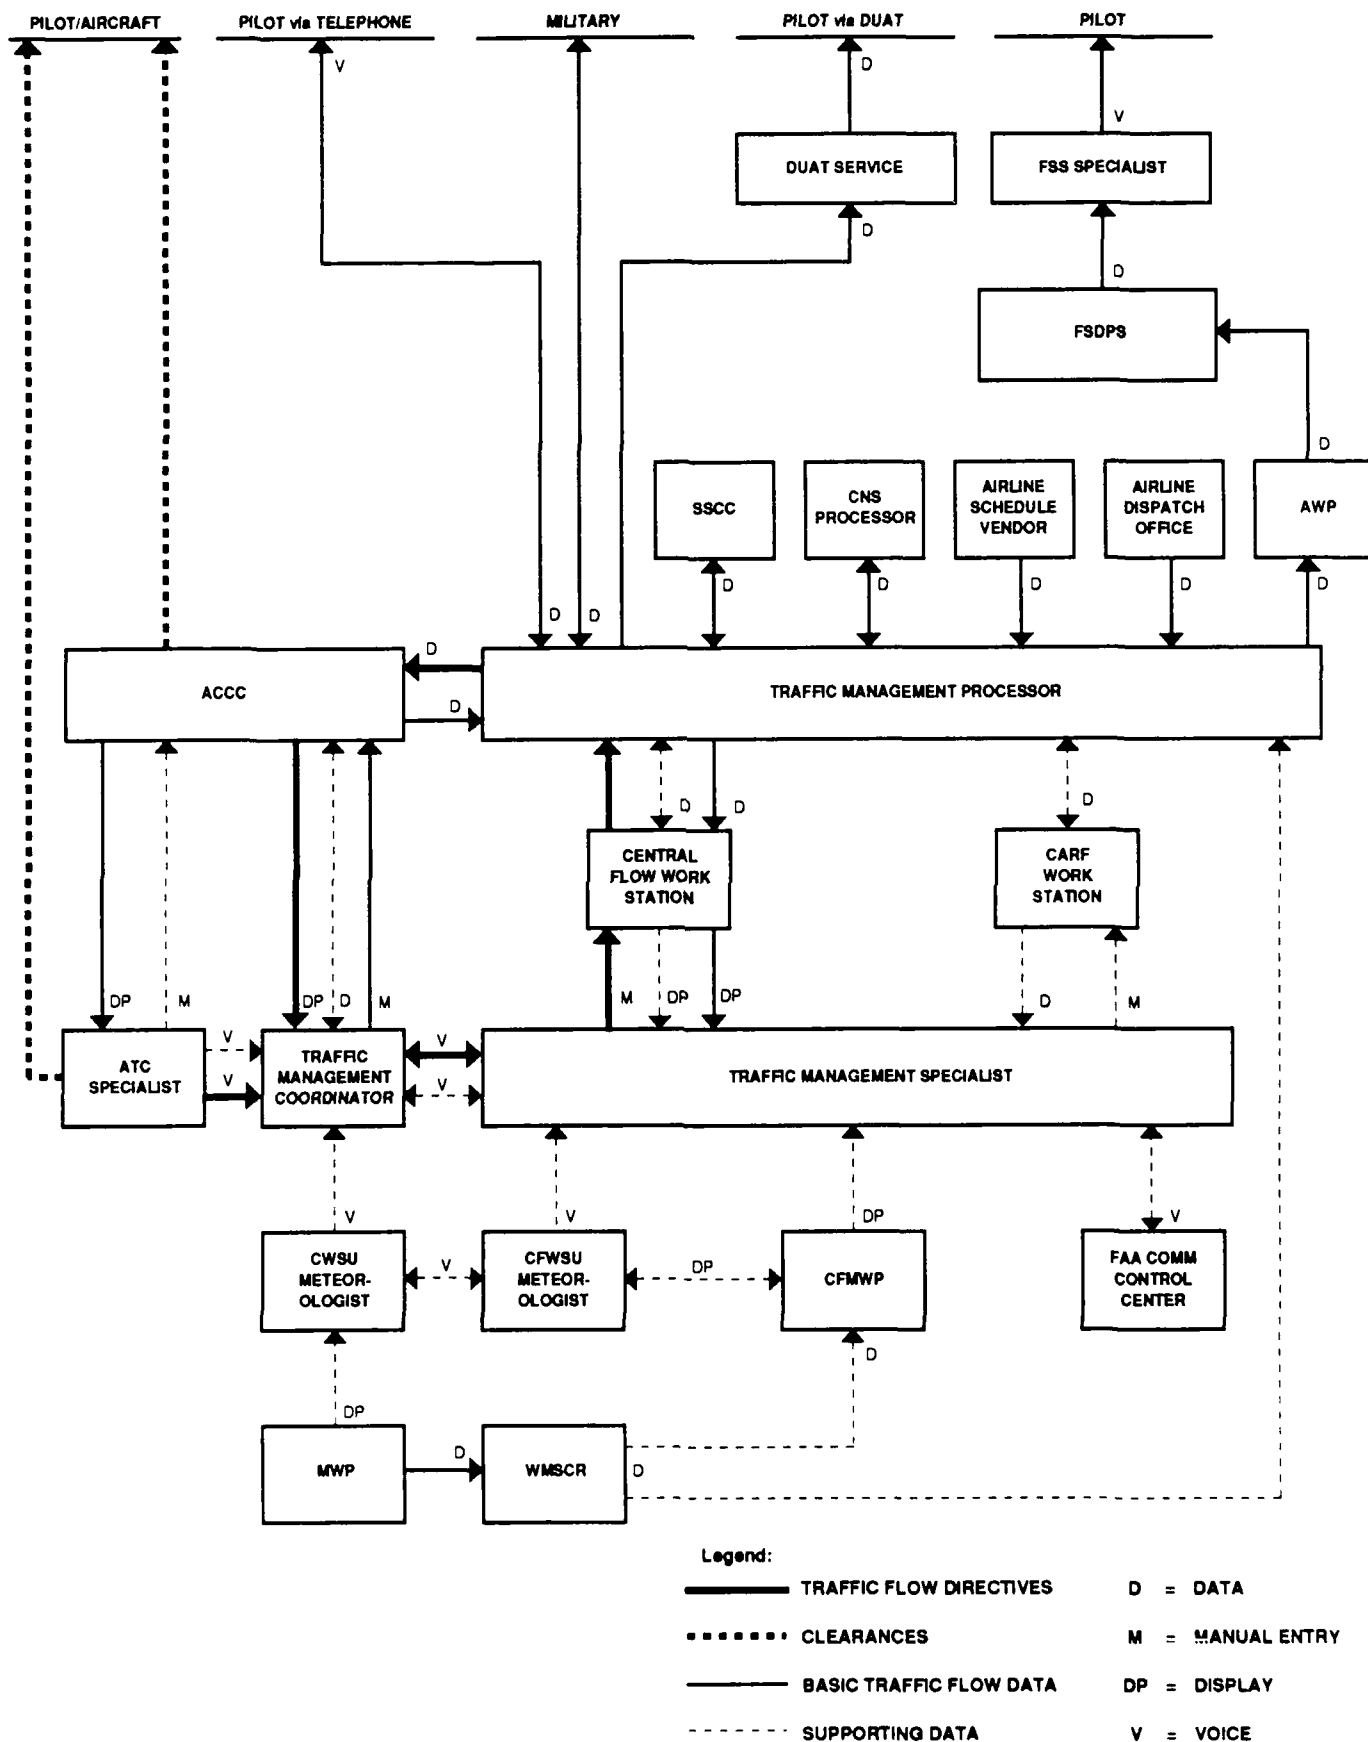 PILOT/AIRCRAFT
PILOT via TELEPHONE
MILITARY
PILOT via DUAT
PILOT
V
D
V
DUAT SERVICE
FSS SPECIALIST
D
D
FSDPS
D
SSCC
CNS
PROCESSOR
AIRLINE
SCHEDULE
VENDOR
AIRLINE
DISPATCH
OFFICE
AWP
D
D
D
D
D
D
D
D
D
ACCC
TRAFFIC MANAGEMENT PROCESSOR
D
D
D
D
CENTRAL
FLOW WORK
STATION
CARF
WORK
STATION
DP
M
DP
D
M
M
DP
DP
D
M
V
V
ATC
SPECIALIST
V
TRAFFIC
MANAGEMENT
COORDINATOR
V
TRAFFIC MANAGEMENT SPECIALIST
V
V
DP
V
CWSU
METEOR-
OLOGIST
V
CFWSU
METEOR-
OLOGIST
DP
CFMWP
FAA COMM
CONTROL
CENTER
D
DP
MWP
D
WMSCR
D
Legend:
TRAFFIC FLOW DIRECTIVES
D = DATA
CLEARANCES
M = MANUAL ENTRY
BASIC TRAFFIC FLOW DATA
DP = DISPLAY
SUPPORTING DATA
V = VOICE